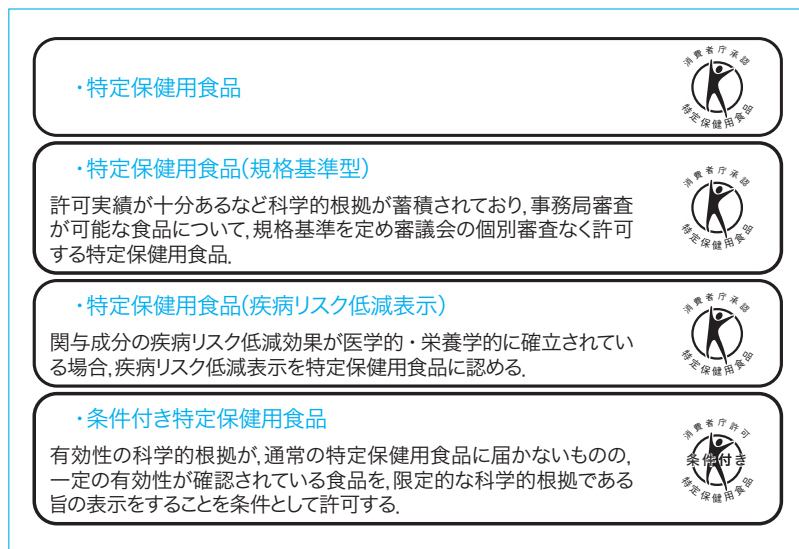 ・特定保健用食品
消費者庁承認
特定保健用食品
・特定保健用食品(規格基準型)
許可実績が十分あるなど科学的根拠が蓄積されており,事務局審査
が可能な食品について,規格基準を定め審議会の個別審査なく許可
する特定保健用食品.
消費者庁承認
特定保健用食品
・特定保健用食品(疾病リスク低減表示)
関与成分の疾病リスク低減効果が医学的・栄養学的に確立されてい
る場合,疾病リスク低減表示を特定保健用食品に認める.
消費者庁承認
特定保健用食品
・条件付き特定保健用食品
有効性の科学的根拠が,通常の特定保健用食品に届かないものの,
一定の有効性が確認されている食品を,限定的な科学的根拠である
旨の表示をすることを条件として許可する.
消費者庁許可
条件付き
特定保健用食品